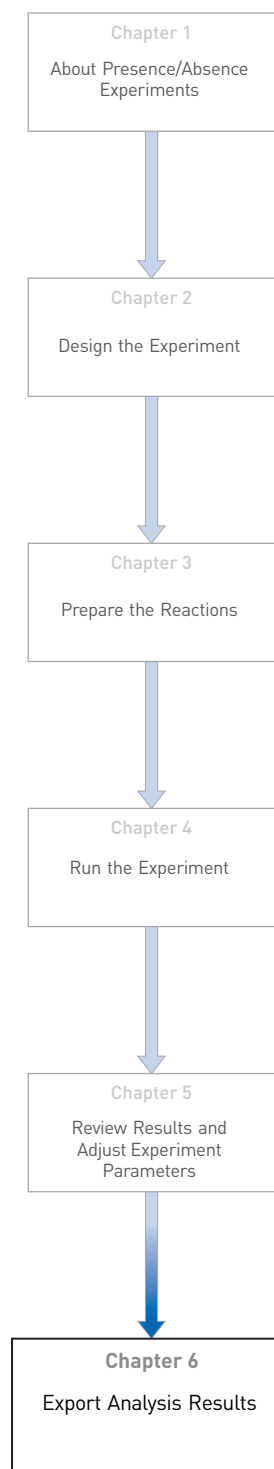 Chapter 1
About Presence/Absence
Experiments
Chapter 2
Design the Experiment
Chapter 3
Prepare the Reactions
Chapter 4
Run the Experiment
Chapter 5
Review Results and
Adjust Experiment
Parameters
Chapter 6
Export Analysis Results